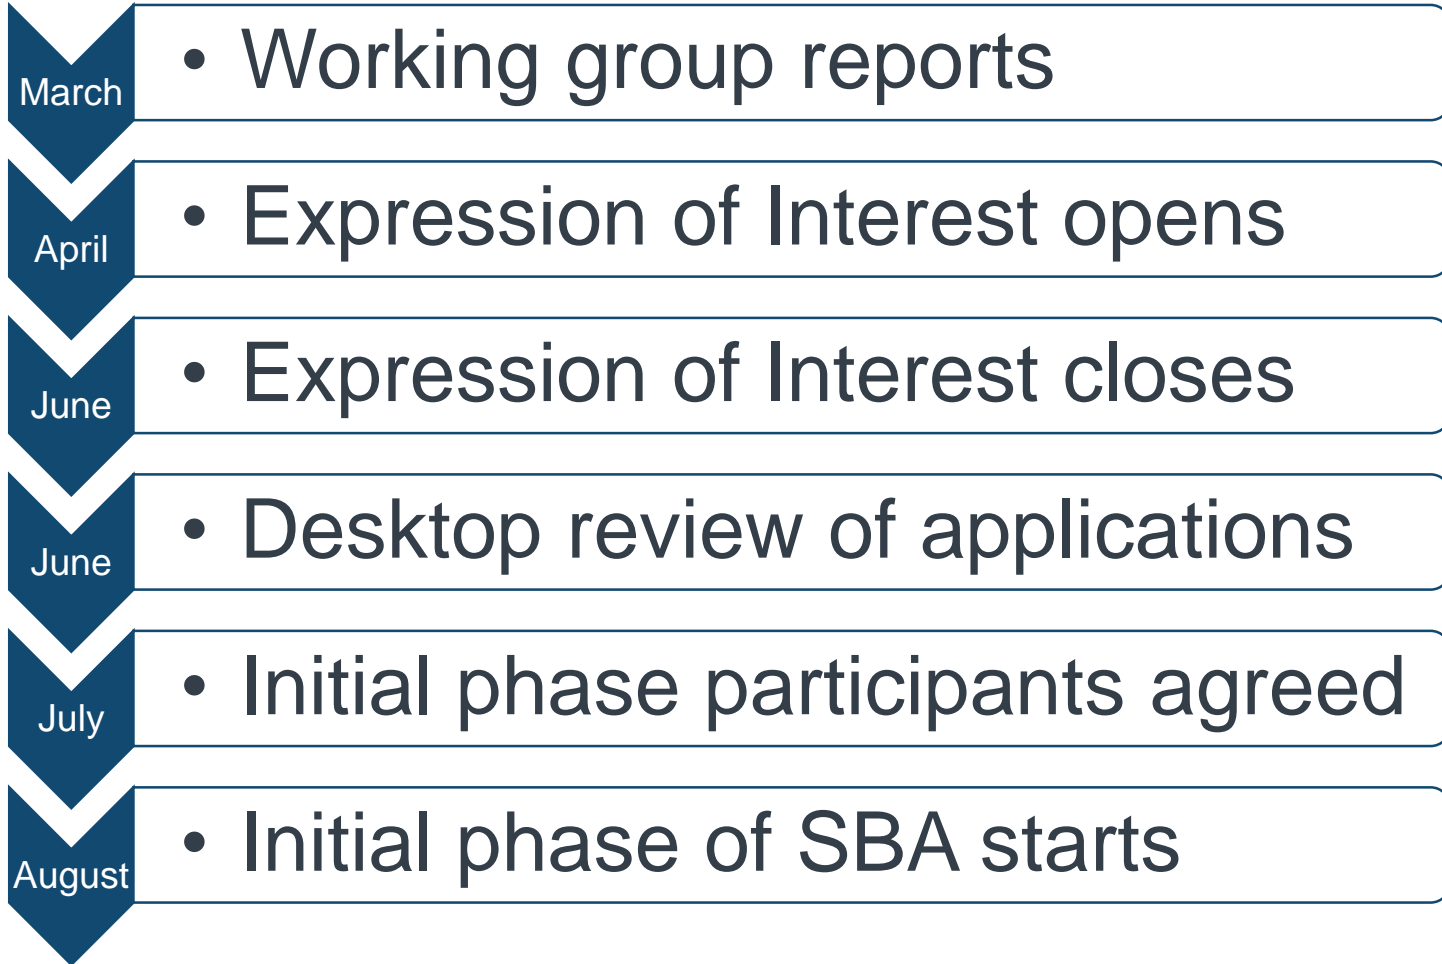 March
• Working group reports
April
• Expression of Interest opens
June
• Expression of Interest closes
June
• Desktop review of applications
July
• Initial phase participants agreed
August
• Initial phase of SBA starts